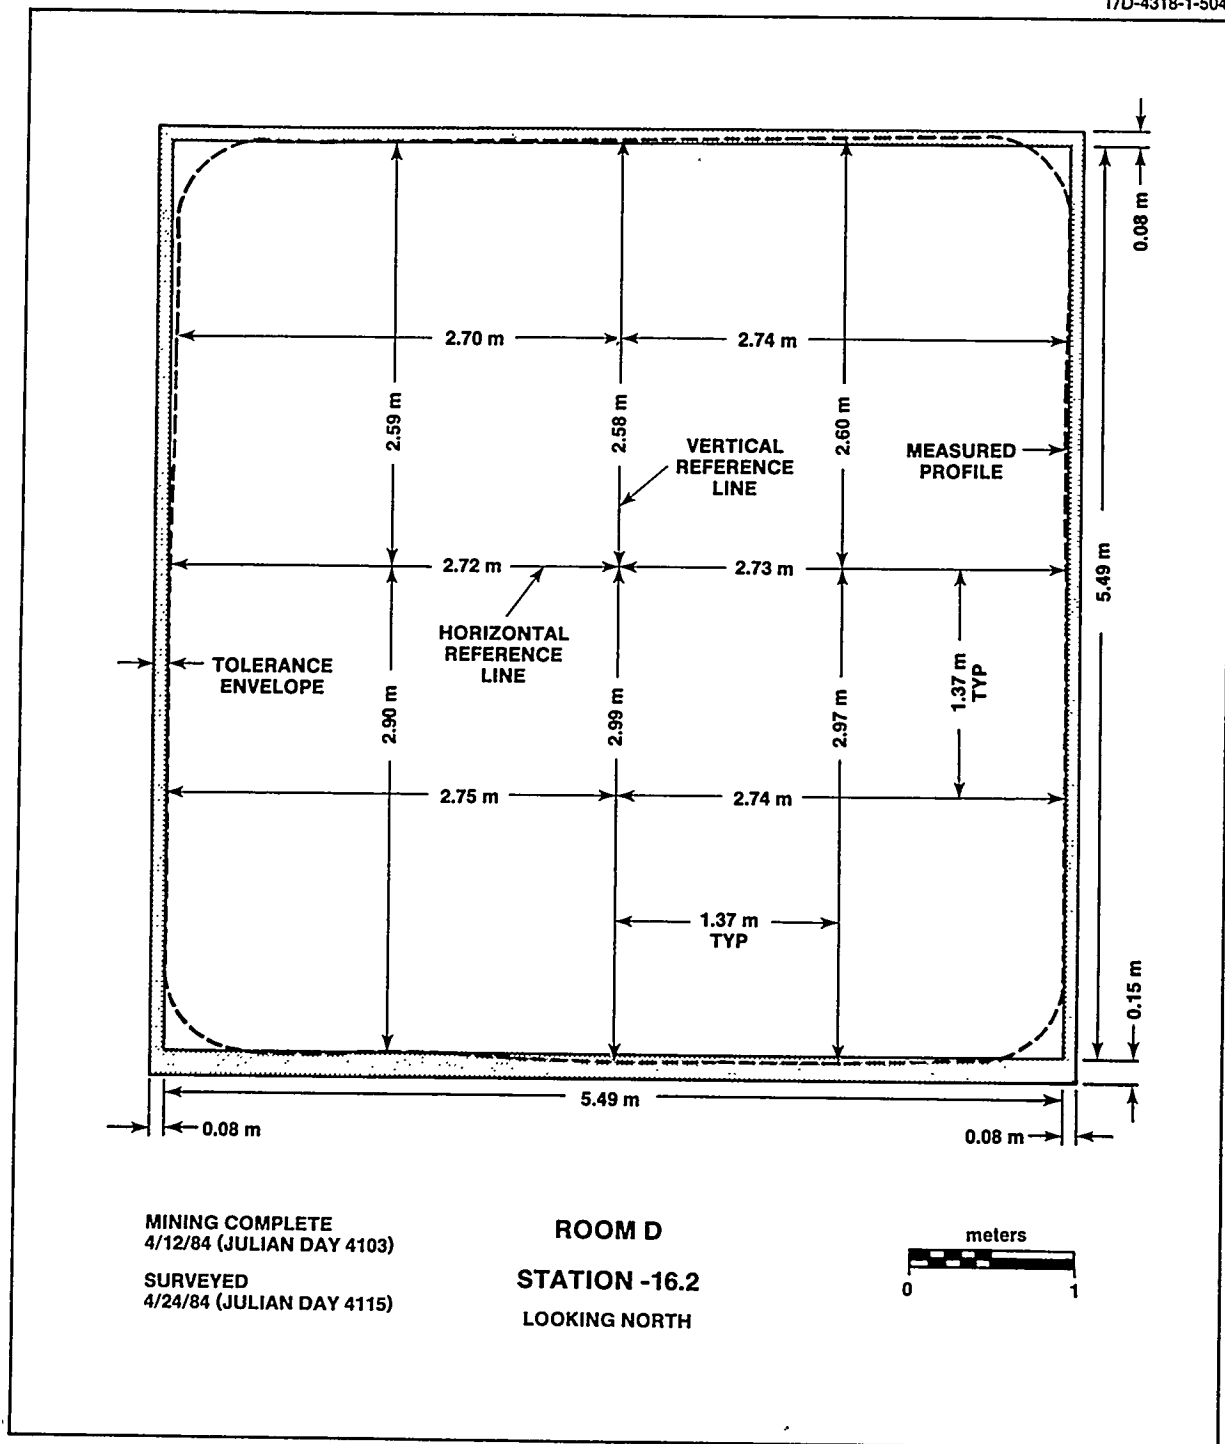 17D-4318-1-504
0.08 m
2.70 m
2.74 m
2.59 m
2.58 m
2.60 m
VERTICAL
REFERENCE
LINE
MEASURED
PROFILE
2.72 m
2.73 m
5.49 m
HORIZONTAL
REFERENCE
LINE
TOLERANCE
ENVELOPE
2.90 m
2.99 m
2.97 m
1.37 m
TYP
2.75 m
2.74 m
1.37 m
TYP
0.15 m
5.49 m
0.08 m
0.08 m
MINING COMPLETE
4/12/84 (JULIAN DAY 4103)
SURVEYED
4/24/84 (JULIAN DAY 4115)
ROOM D
STATION -16.2
LOOKING NORTH
meters
0
1